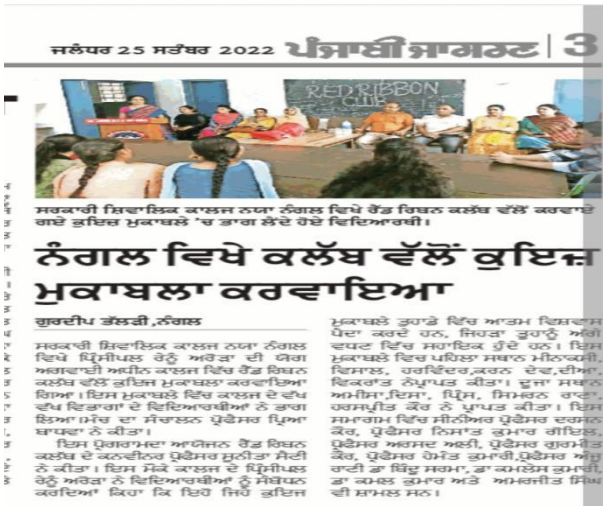 ਜਲੰਧਰ 25 ਸਤੰਬਰ 2022 ਪੰਜਾਬੀ ਜਾਗਰਣ 3
RED RIBBON
CLUB
ਸਰਕਾਰੀ ਸ਼ਿਵਾਲਿਕ ਕਾਲਜ ਨਯਾ ਨੰਗਲ ਵਿਖੇ ਰੈੱਡ ਰਿਬਨ ਕਲੱਬ ਵੱਲੋਂ ਕਰਵਾਏ
ਗਏ ਕੁਇਜ਼ ਮੁਕਾਬਲੇ 'ਚ ਭਾਗ ਲੈਂਦੇ ਹੋਏ ਵਿਦਿਆਰਥੀ।
ਨੰਗਲ ਵਿਖੇ ਕਲੱਬ ਵੱਲੋਂ ਕੁਇਜ਼
ਮੁਕਾਬਲਾ ਕਰਵਾਇਆ
ਗੁਰਦੀਪ ਭੱਲੜੀ,ਨੰਗਲ
ਸਰਕਾਰੀ ਸ਼ਿਵਾਲਿਕ ਕਾਲਜ ਨਯਾ ਨੰਗਲ
ਵਿਖੇ ਪ੍ਰਿੰਸੀਪਲ ਰੇਨੂੰ ਅਰੋੜਾ ਦੀ ਯੋਗ
ਅਗਵਾਈ ਅਧੀਨ ਕਾਲਜ ਵਿੱਚ ਰੈੱਡ ਰਿਬਨ
ਕਲੱਬ ਵੱਲੋਂ ਕੁਇਜ਼ ਮੁਕਾਬਲਾ ਕਰਵਾਇਆ
ਗਿਆ। ਇਸ ਮੁਕਾਬਲੇ ਵਿੱਚ ਕਾਲਜ ਦੇ ਵੱਖ
ਵੱਖ ਵਿਭਾਗਾਂ ਦੇ ਵਿਦਿਆਰਥੀਆਂ ਨੇ ਭਾਗ
ਲਿਆ।ਮੰਚ ਦਾ ਸੰਚਾਲਨ ਪ੍ਰੋਫੈਸਰ ਪ੍ਰਿਆ
ਬਾਧਵਾ ਨੇ ਕੀਤਾ।
ਇਸ ਪ੍ਰੋਗਰਾਮਦਾ ਆਯੋਜਨ ਰੈੱਡ ਰਿਬਨ
ਕਲੱਬ ਦੇ ਕਨਵੀਨਰ ਪ੍ਰੋਫੈਸਰ ਸੁਨੀਤਾ ਸੈਣੀ
ਨੇ ਕੀਤਾ। ਇਸ ਮੌਕੇ ਕਾਲਜ ਦੇ ਪ੍ਰਿੰਸੀਪਲ
ਰੇਨੂੰ ਅਰੋੜਾ ਨੇ ਵਿਦਿਆਰਥੀਆਂ ਨੂੰ ਸੰਬੋਧਨ
ਕਰਦਿਆਂ ਕਿਹਾ ਕਿ ਇਹੋ ਜਿਹੇ ਕੁਇਜ਼
ਮੁਕਾਬਲੇ ਤੁਹਾਡੇ ਵਿੱਚ ਆਤਮ ਵਿਸ਼ਵਾਸ
ਪੈਦਾ ਕਰਦੇ ਹਨ, ਜਿਹੜਾ ਤੁਹਾਨੂੰ ਅੱਗੇ
ਵਧਣ ਵਿੱਚ ਸਹਾਇਕ ਹੁੰਦੇ ਹਨ। ਇਸ
ਮੁਕਾਬਲੇ ਵਿਚ ਪਹਿਲਾ ਸਥਾਨ ਮੀਨਾਕਸ਼ੀ,
ਵਿਸ਼ਾਲ, ਹਰਵਿੰਦਰ,ਕਰਨ ਦੇਵ,ਦੀਆ,
ਵਿਕਰਾਂਤ ਨੇਪ੍ਰਾਪਤ ਕੀਤਾ। ਦੂਜਾ ਸਥਾਨ
ਅਮੀਸ਼ਾ,ਦਿਸ਼ਾ, ਪ੍ਰਿੰਸ, ਸਿਮਰਨ ਰਾਣਾ,
ਹਰਸਪ੍ਰੀਤ ਕੌਰ ਨੇ ਪ੍ਰਾਪਤ ਕੀਤਾ। ਇਸ
ਸਮਾਗਮ ਵਿੱਚ ਸੀਨੀਅਰ ਪ੍ਰੋਫੈਸਰ ਦਰਸ਼ਨ
ਕੌਰ, ਪ੍ਰੋਫੈਸਰ ਨਿਸ਼ਾਂਤ ਕੁਮਾਰ ਗੋਇਲ,
ਪ੍ਰੋਫੈਸਰ ਅਰਸ਼ਦ ਅਲੀ, ਪ੍ਰੋਫੈਸਰ ਗੁਰਮੀਤ
ਕੌਰ, ਪ੍ਰੋਫੈਸਰ ਹੇਮੰਤ ਕੁਮਾਰੀ,ਪ੍ਰੋਫੈਸਰ ਅੰਜੂ
ਰਾਣੀ ਡਾ ਬਿੰਦੂ ਸ਼ਰਮਾ, ਡਾ ਕਮਲੇਸ਼ ਕੁਮਾਰੀ,
ਡਾ ਕਮਲ ਕੁਮਾਰ ਅਤੇ ਅਮਰਜੀਤ ਸਿੰਘ
ਵੀ ਸ਼ਾਮਲ ਸਨ।